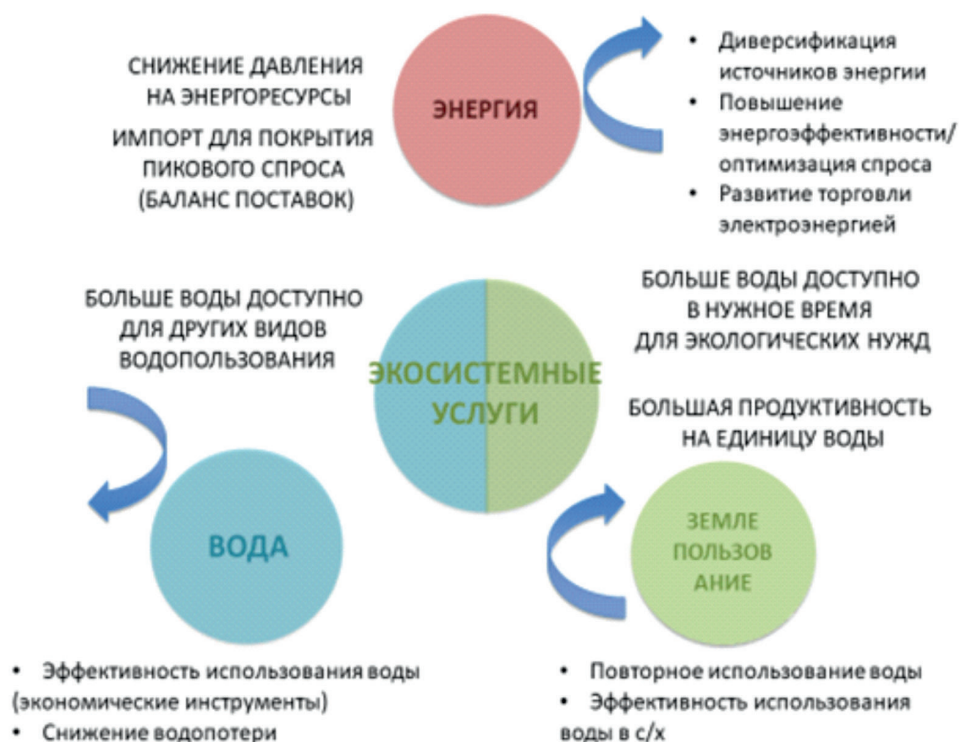 СНИЖЕНИЕ ДАВЛЕНИЯ
НА ЭНЕРГОРЕСУРСЫ
ИМПОРТ ДЛЯ ПОКРЫТИЯ
ПИКОВОГО СПРОСА
(БАЛАНС ПОСТАВОК)
ЭНЕРГИЯ
• Диверсификация
источников энергии
• Повышение
энергоэффективности/
оптимизация спроса
• Развитие торговли
электроэнергией
БОЛЬШЕ ВОДЫ ДОСТУПНО
ДЛЯ ДРУГИХ ВИДОВ
ВОДОПОЛЬЗОВАНИЯ
ЭКОСИСТЕМНЫЕ
УСЛУГИ
БОЛЬШЕ ВОДЫ ДОСТУПНО
В НУЖНОЕ ВРЕМЯ
ДЛЯ ЭКОЛОГИЧЕСКИХ НУЖД
БОЛЬШАЯ ПРОДУКТИВНОСТЬ
НА ЕДИНИЦУ ВОДЫ
ВОДА
ЗЕМЛЕ
ПОЛЬЗОВ
АНИЕ
• Эффективность использования воды
(экономические инструменты)
• Снижение водопотери
• Повторное использование воды
• Эффективность использования
воды в с/х